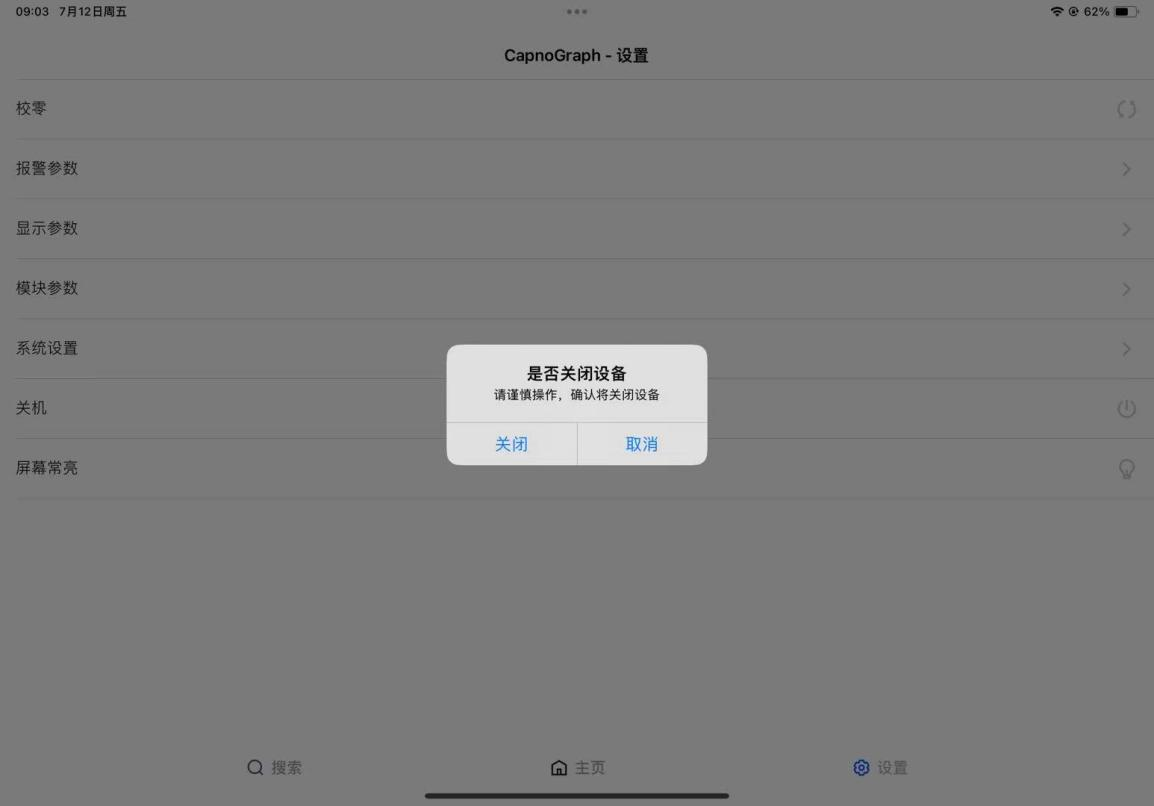 09:03 7月12日周五
62%
CapnoGraph - 设置
校零
报警参数
显示参数
模块参数
系统设置
关机
屏幕常亮
是否关闭设备
请谨慎操作，确认将关闭设备
关闭 取消
搜索 主页 设置